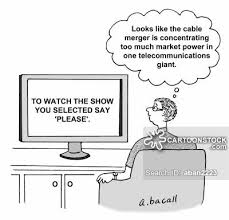 Looks like the cable
merger is concentrating
too much market power in
one telecommunications
giant.
TO WATCH THE SHOW
YOU SELECTED SAY
'PLEASE'.
CARTOONSTOCK
.com
Search ID: aban2223
a.bacall